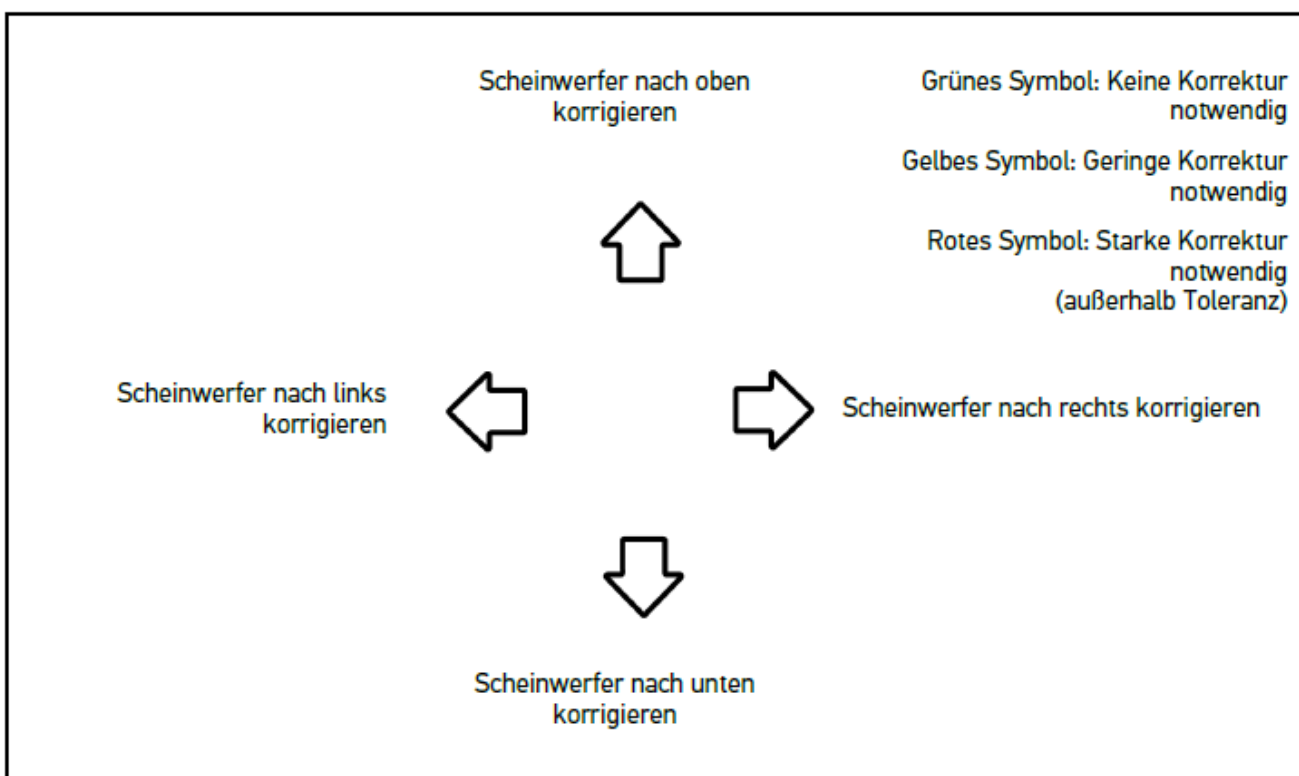 Scheinwerfer nach oben
korrigieren
Grünes Symbol: Keine Korrektur
notwendig
Gelbes Symbol: Geringe Korrektur
notwendig
Rotes Symbol: Starke Korrektur
notwendig
(außerhalb Toleranz)
Scheinwerfer nach links
korrigieren
Scheinwerfer nach rechts korrigieren
Scheinwerfer nach unten
korrigieren